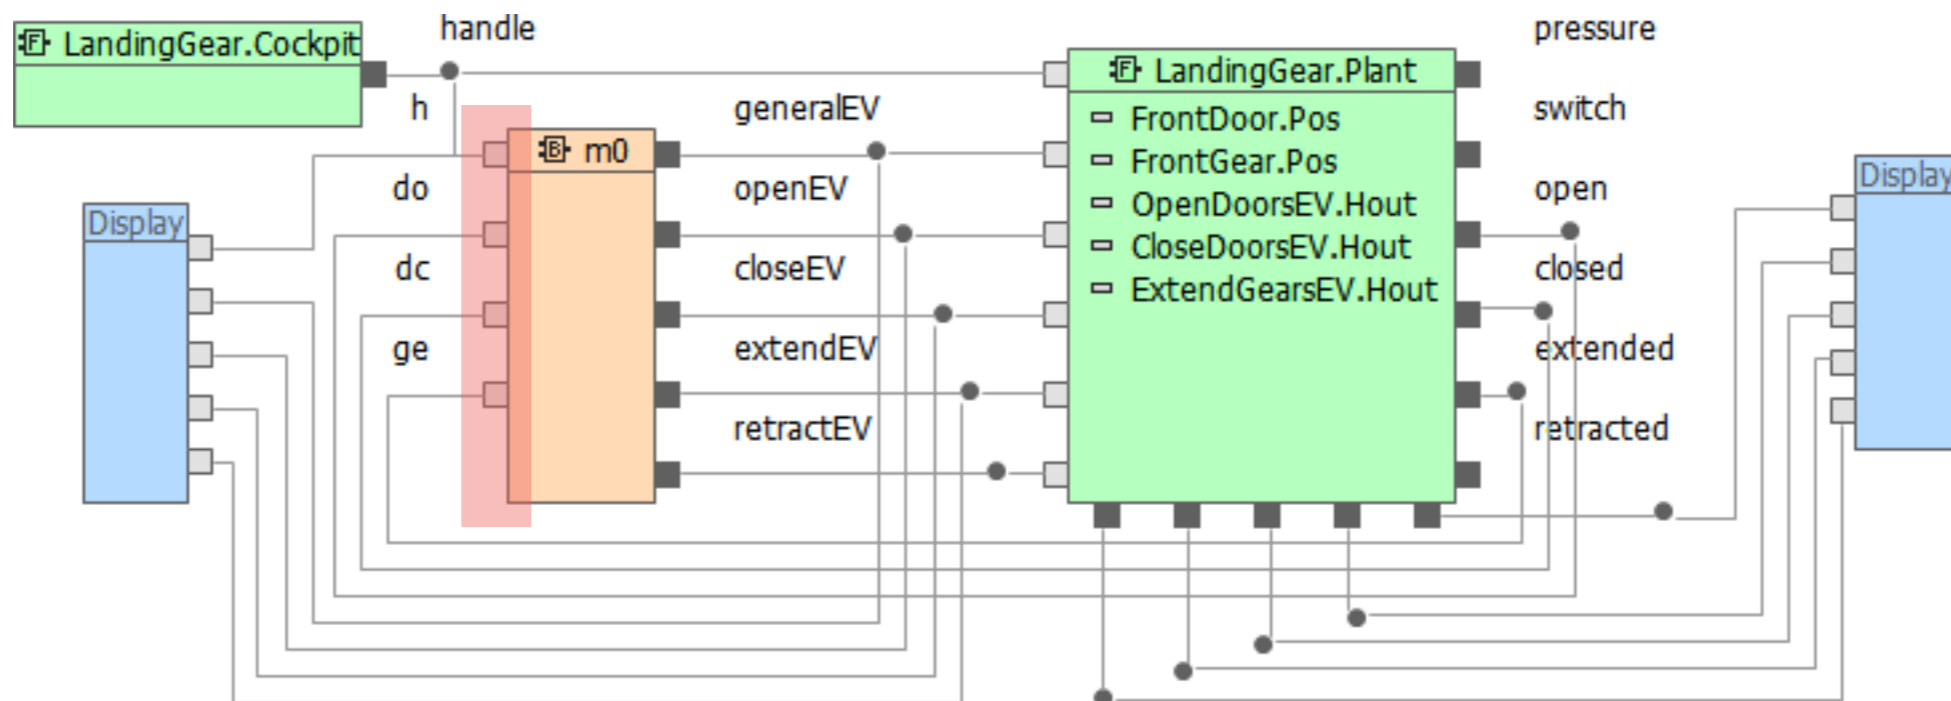 handle
pressure
LandingGear.Cockpit
LandingGear.Plant
h
generalEV
switch
FrontDoor.Pos
m0
FrontGear.Pos
do
openEV
open
Display
OpenDoorsEV.Hout
Display
CloseDoorsEV.Hout
dc
closeEV
closed
ExtendGearsEV.Hout
ge
extendEV
extended
retractEV
retracted